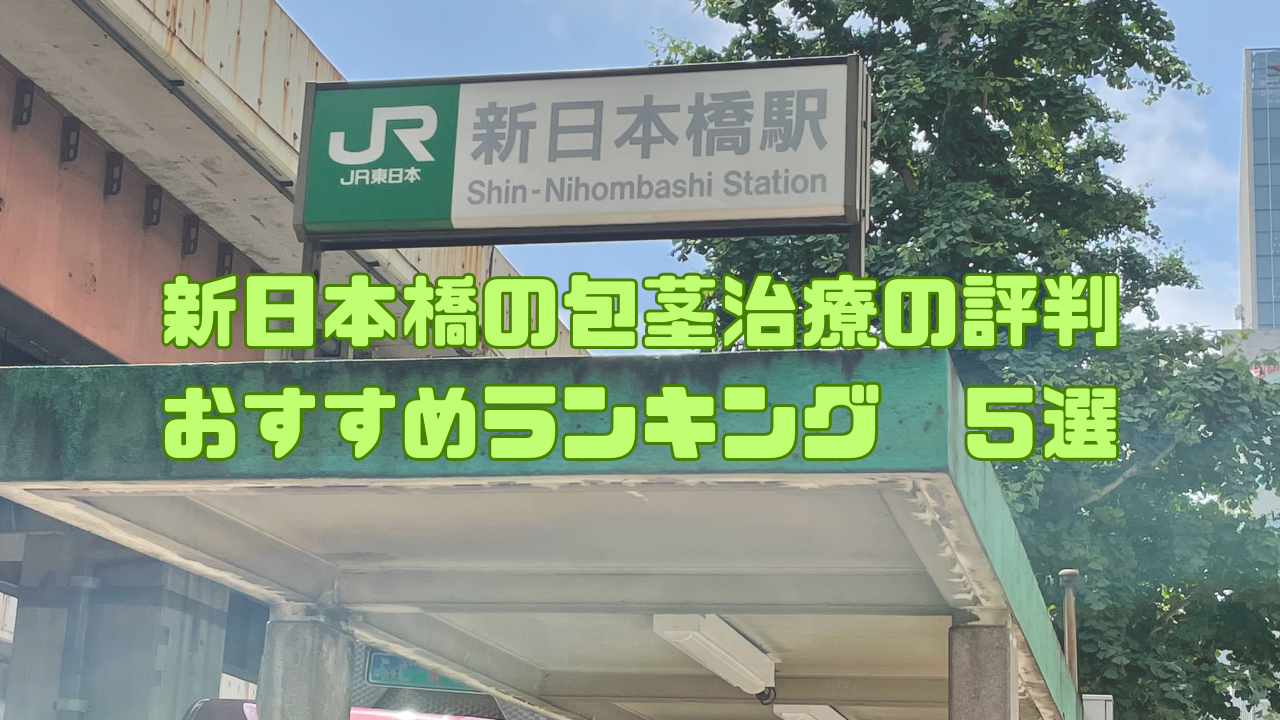 JR
JR東日本
新日本橋駅
Shin-Nihombashi Station
新日本橋の包茎治療の評判
おすすめランキング　５選